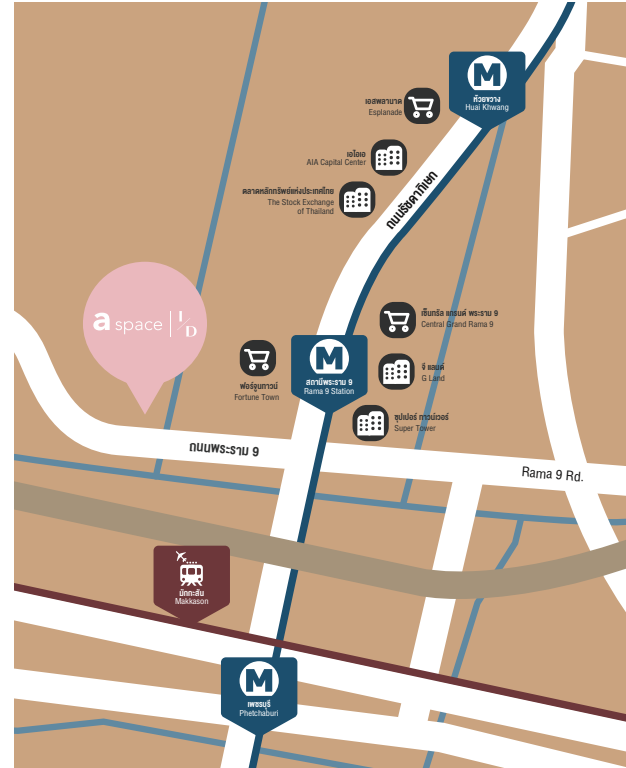 M
ห้วยขวาง
Huai Khwang
เอสพลานาด
Esplanade
เอไอเอ
AIA Capital Center
ตลาดหลักทรัพย์แห่งประเทศไทย
The Stock Exchange
of Thailand
ถนนรัชดาภิเษก
a space I/D
เซ็นทรัล แกรนด์ พระราม 9
Central Grand Rama 9
M
สถานีพระราม 9
Rama 9 Station
ฟอร์จูนทาวน์
Fortune Town
จี แลนด์
G Land
ซุปเปอร์ ทาวน์เวอร์
Super Tower
ถนนพระราม 9
Rama 9 Rd.
มักกะสัน
Makkason
M
เพชรบุรี
Phetchaburi